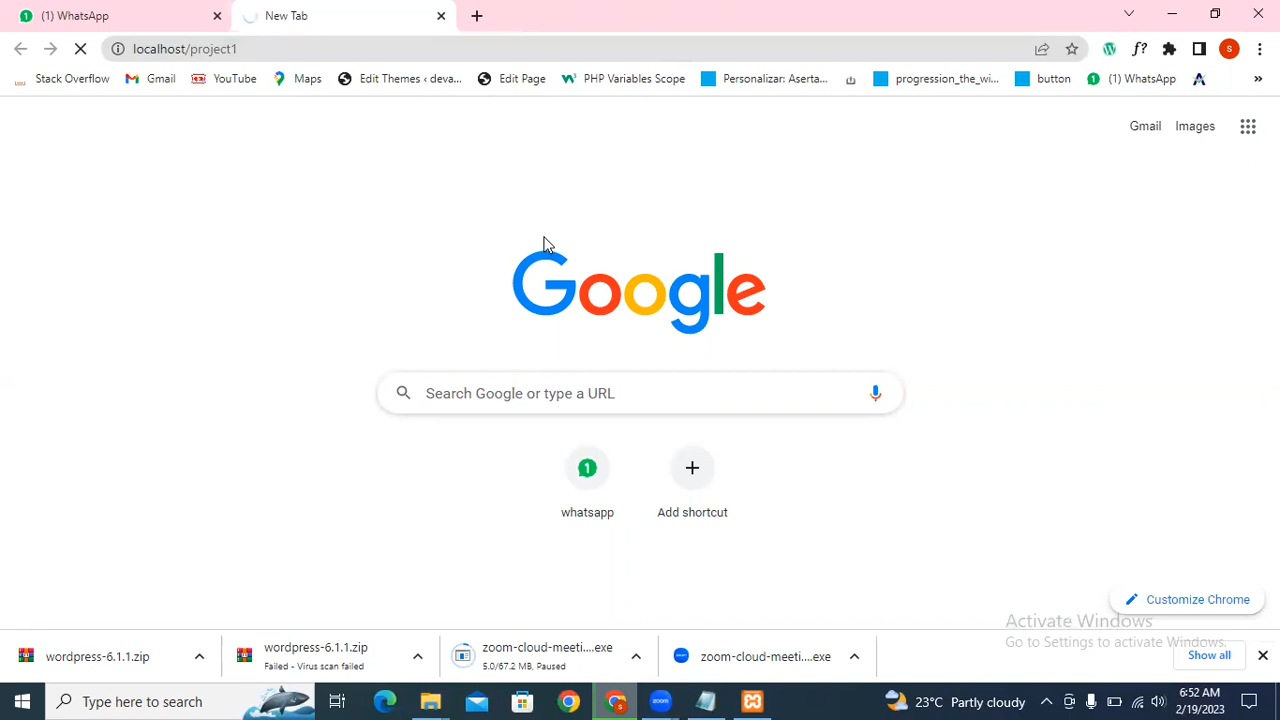 (1) WhatsApp
New Tab
localhost/project1
Stack Overflow
Gmail
YouTube
Maps
Edit Themes ‹ deva...
Edit Page
PHP Variables Scope
Personalizar: Aserta...
progression_the_wi...
button
(1) WhatsApp
»
Gmail
Images
Google
Search Google or type a URL
1
whatsapp
Add shortcut
Customize Chrome
Activate Windows
Go to Settings to activate Windows.
wordpress-6.1.1.zip
wordpress-6.1.1.zip
Failed - Virus scan failed
zoom-cloud-meeti....exe
5.0/67.2 MB, Paused
zoom-cloud-meeti....exe
Show all
Type here to search
23°C Partly cloudy
6:52 AM
2/19/2023